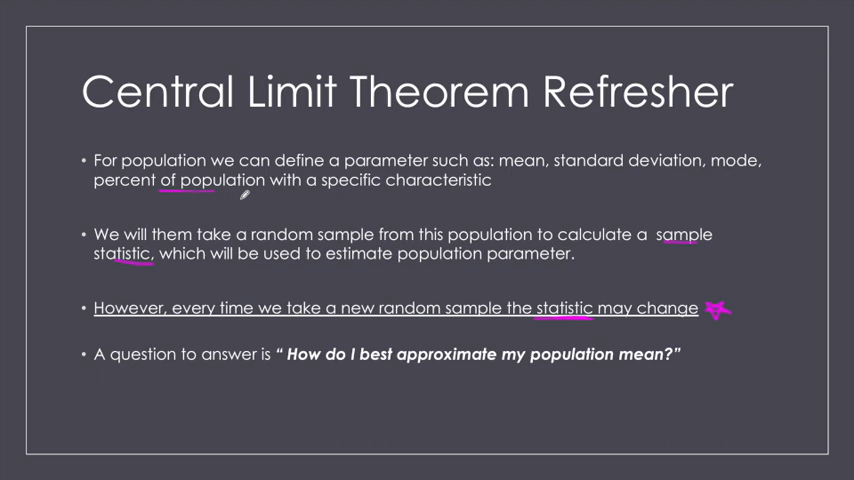 Central Limit Theorem Refresher
• For population we can define a parameter such as: mean, standard deviation, mode,
percent of population with a specific characteristic
• We will them take a random sample from this population to calculate a sample
statistic, which will be used to estimate population parameter.
• However, every time we take a new random sample the statistic may change
• A question to answer is “ How do I best approximate my population mean?”